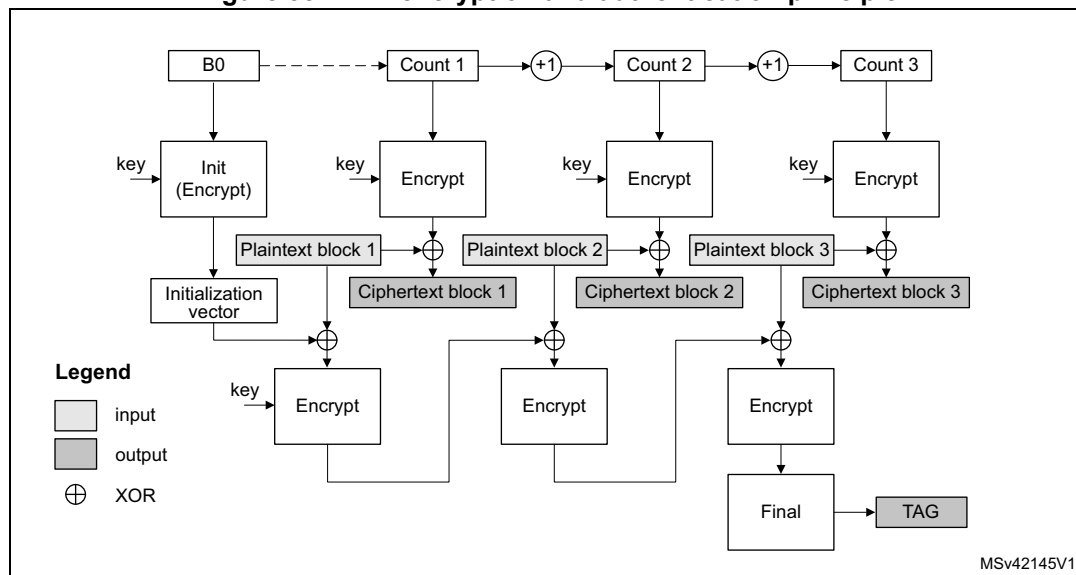 B0
Count 1
+1
Count 2
+1
Count 3
key
Init
(Encrypt)
key
Encrypt
key
Encrypt
key
Encrypt
Plaintext block 1
Plaintext block 2
Plaintext block 3
Ciphertext block 1
Ciphertext block 2
Ciphertext block 3
Initialization
vector
Legend
input
output
XOR
key
Encrypt
Encrypt
Encrypt
Final
TAG
MSv42145V1